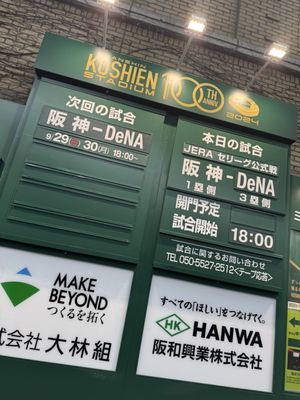 HANSHIN
KOSHIEN
STADIUM
100TH
ANNIV.
2024
次回の試合
阪神-DeNA
9/29㊐30㊊18:00~
本日の試合
JERA セリーグ公式戦
阪神-DeNA
1塁側 3塁側
開門予定
試合開始 18:00
試合に関するお問い合わせ
TEL 050-5527-2512<テープ応答>
MAKE
BEYOND
つくるを拓く
式会社 大林組
すべての「ほしい」をつなげてく。
HK HANWA
阪和興業株式会社